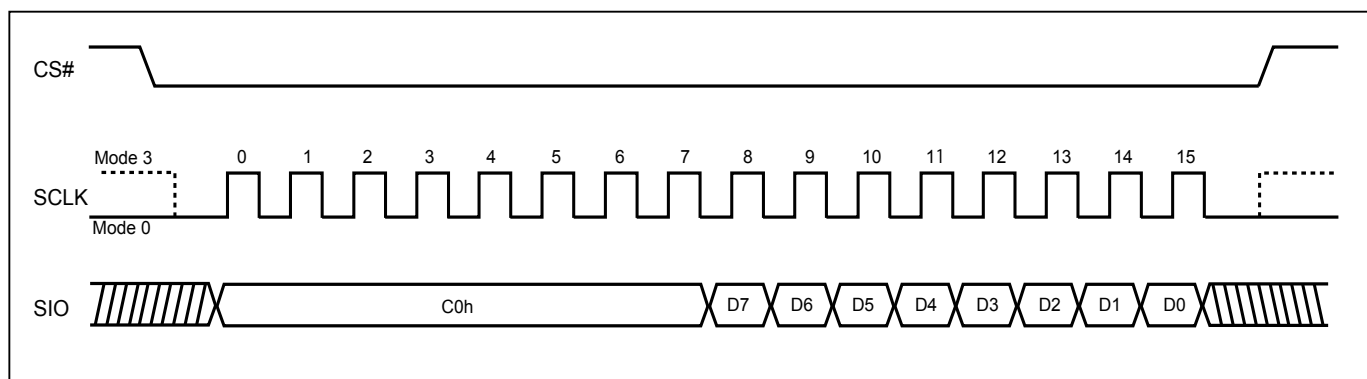 CS#
Mode 3
0 1 2 3 4 5 6 7 8 9 10 11 12 13 14 15
SCLK
Mode 0
SIO
C0h D7 D6 D5 D4 D3 D2 D1 D0